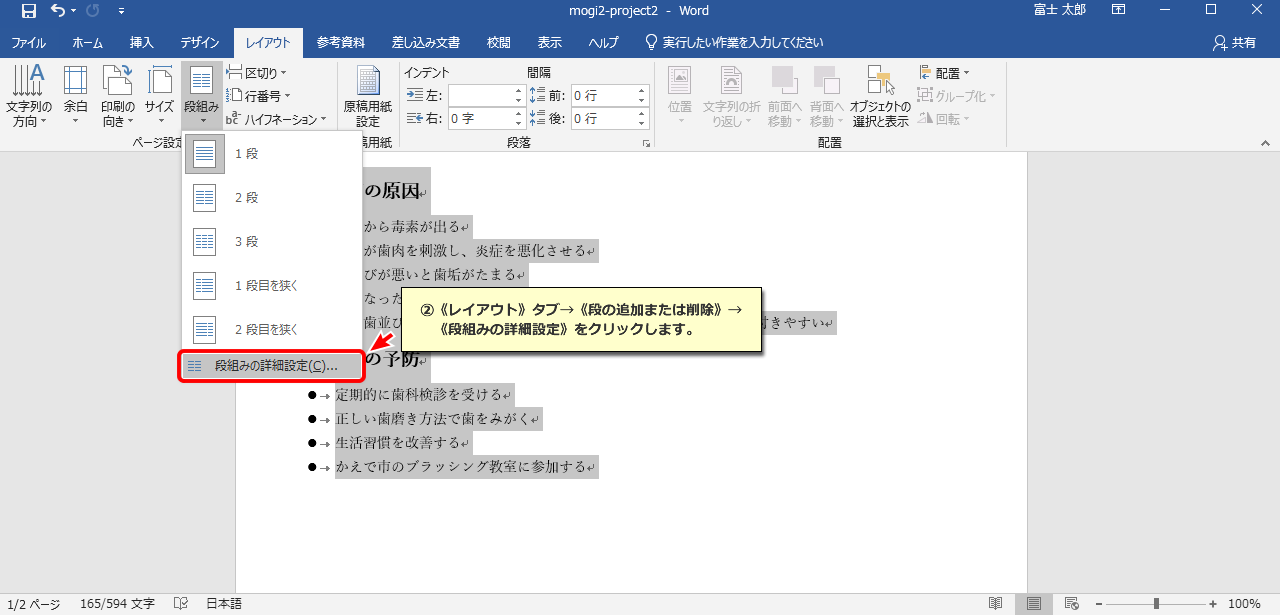 mogi2-project2 - Word
富士 太郎
ファイル
ホーム
挿入
デザイン
レイアウト
参考資料
差し込み文書
校閲
表示
ヘルプ
実行したい作業を入力してください
共有
文字列の
方向
余白
印刷の
向き
サイズ
段組み
区切り
行番号
ハイフネーション
ページ設定
原稿用紙
設定
稿用紙
インデント
左:
右: 0 字
間隔
前: 0 行
後: 0 行
段落
位置
文字列の折
り返し
前面へ
移動
背面へ
移動
オブジェクトの
選択と表示
配置
グループ化
回転
配置
1 段
2 段
3 段
1 段目を狭く
2 段目を狭く
段組みの詳細設定(C)...
の原因
から毒素が出る
が歯肉を刺激し、炎症を悪化させる
びが悪いと歯垢がたまる
なった
歯並び
付きやすい
②《レイアウト》タブ→《段の追加または削除》→
《段組みの詳細設定》をクリックします。
の予防
● → 定期的に歯科検診を受ける
● → 正しい歯磨き方法で歯をみがく
● → 生活習慣を改善する
● → かえで市のブラッシング教室に参加する
1/2 ページ
165/594 文字
日本語
100%